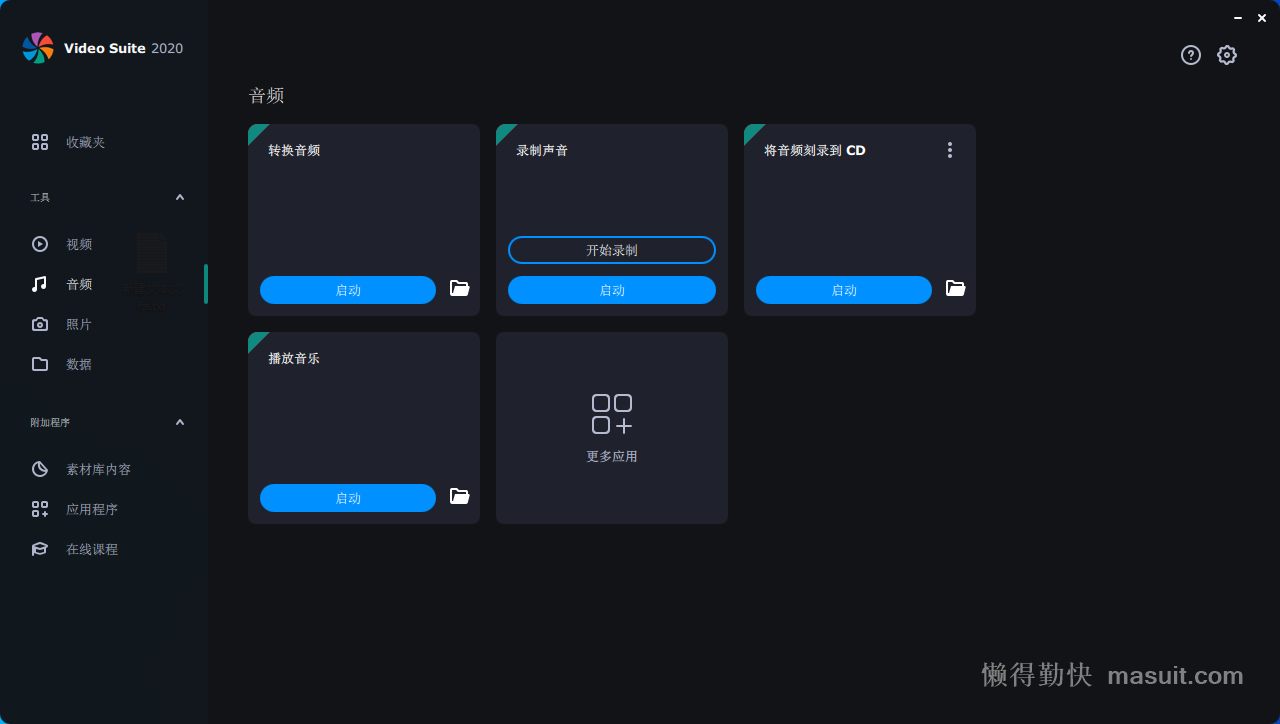 Video Suite 2020
收藏夹
工具
视频
音频
照片
数据
附加程序
素材库内容
应用程序
在线课程
音频
转换音频
启动
录制声音
开始录制
启动
将音频刻录到 CD
启动
播放音乐
启动
更多应用
懒得勤快 masuit.com